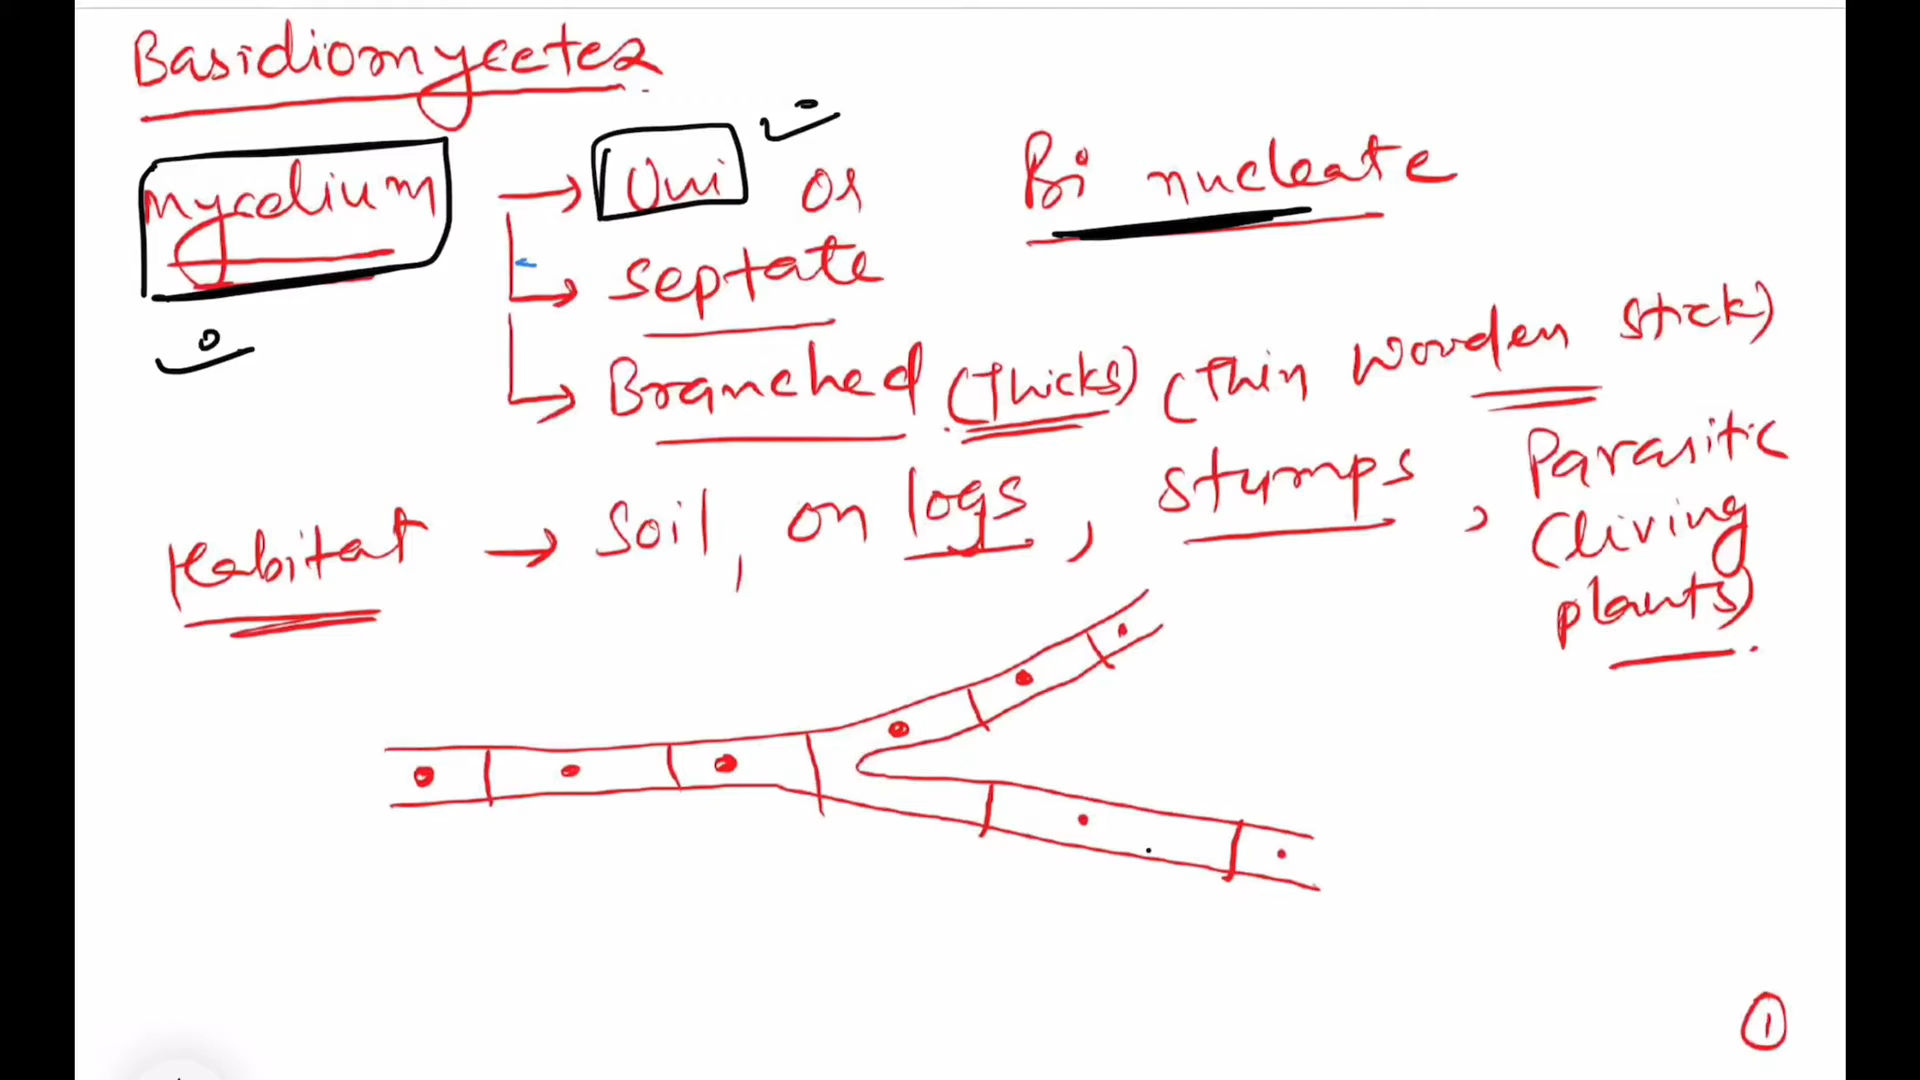 Basidiomycetes
mycelium → Uni or Bi nucleate
→ septate
→ Branched (thicks) (thin wooden stick)
Habitat → Soil, on logs, stumps, Parasitic
(living
plants)
1